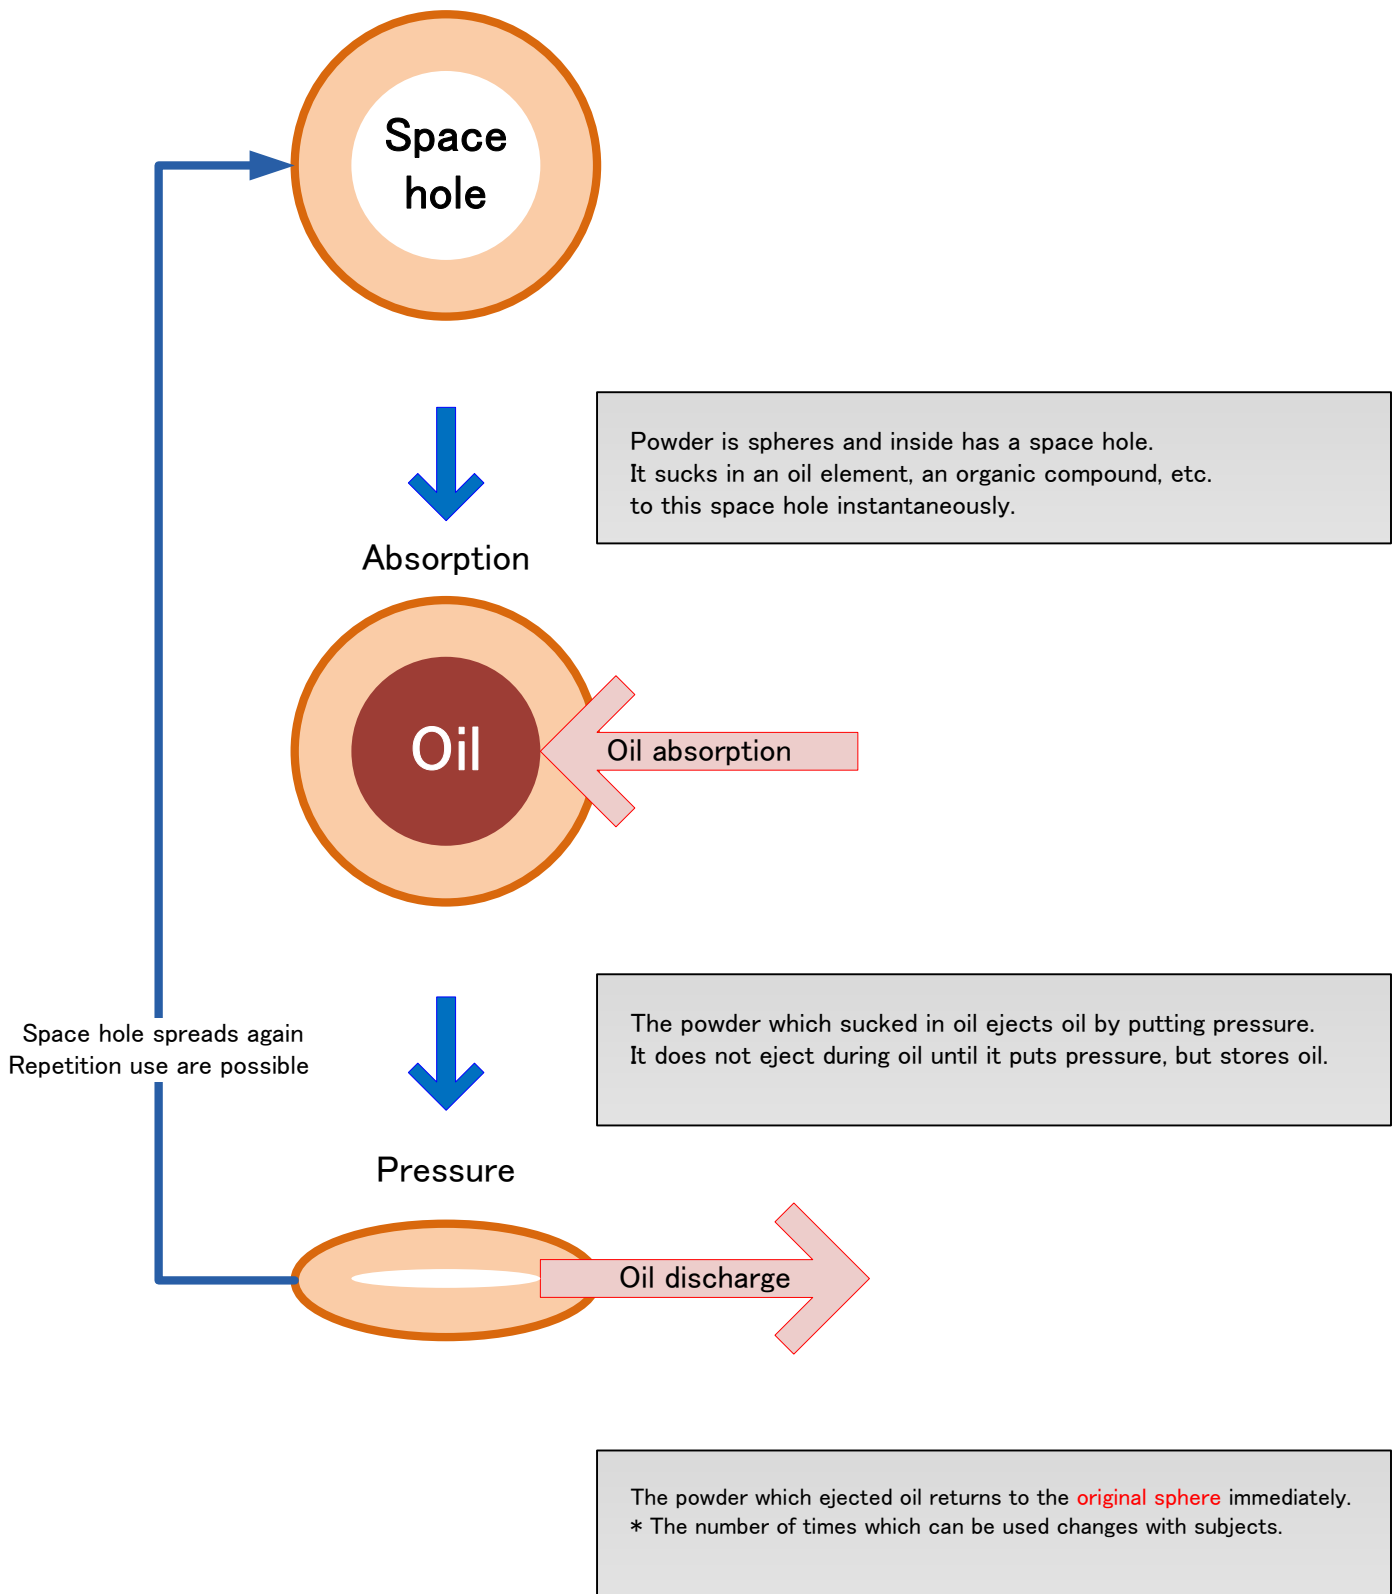 Space
hole
Powder is spheres and inside has a space hole.
It sucks in an oil element, an organic compound, etc.
to this space hole instantaneously.
Absorption
Oil
Oil absorption
Space hole spreads again
Repetition use are possible
The powder which sucked in oil ejects oil by putting pressure.
It does not eject during oil until it puts pressure, but stores oil.
Pressure
Oil discharge
The powder which ejected oil returns to the original sphere immediately.
* The number of times which can be used changes with subjects.